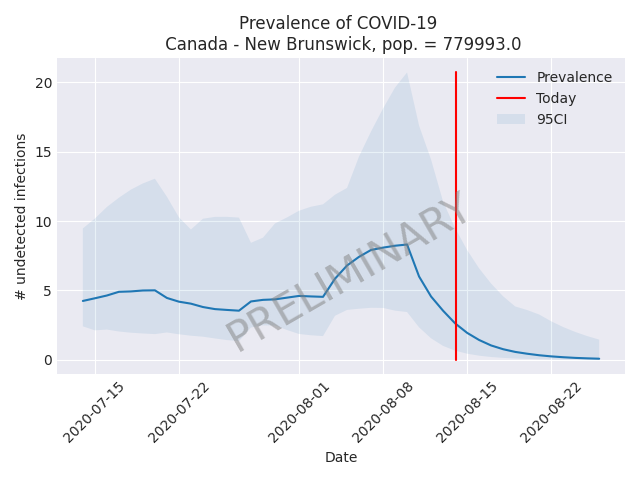 Prevalence of COVID-19
Canada - New Brunswick, pop. = 779993.0
Prevalence
Today
95CI
PRELIMINARY
# undetected infections
20
15
10
5
0
2020-07-15
2020-07-22
2020-08-01
2020-08-08
2020-08-15
2020-08-22
Date